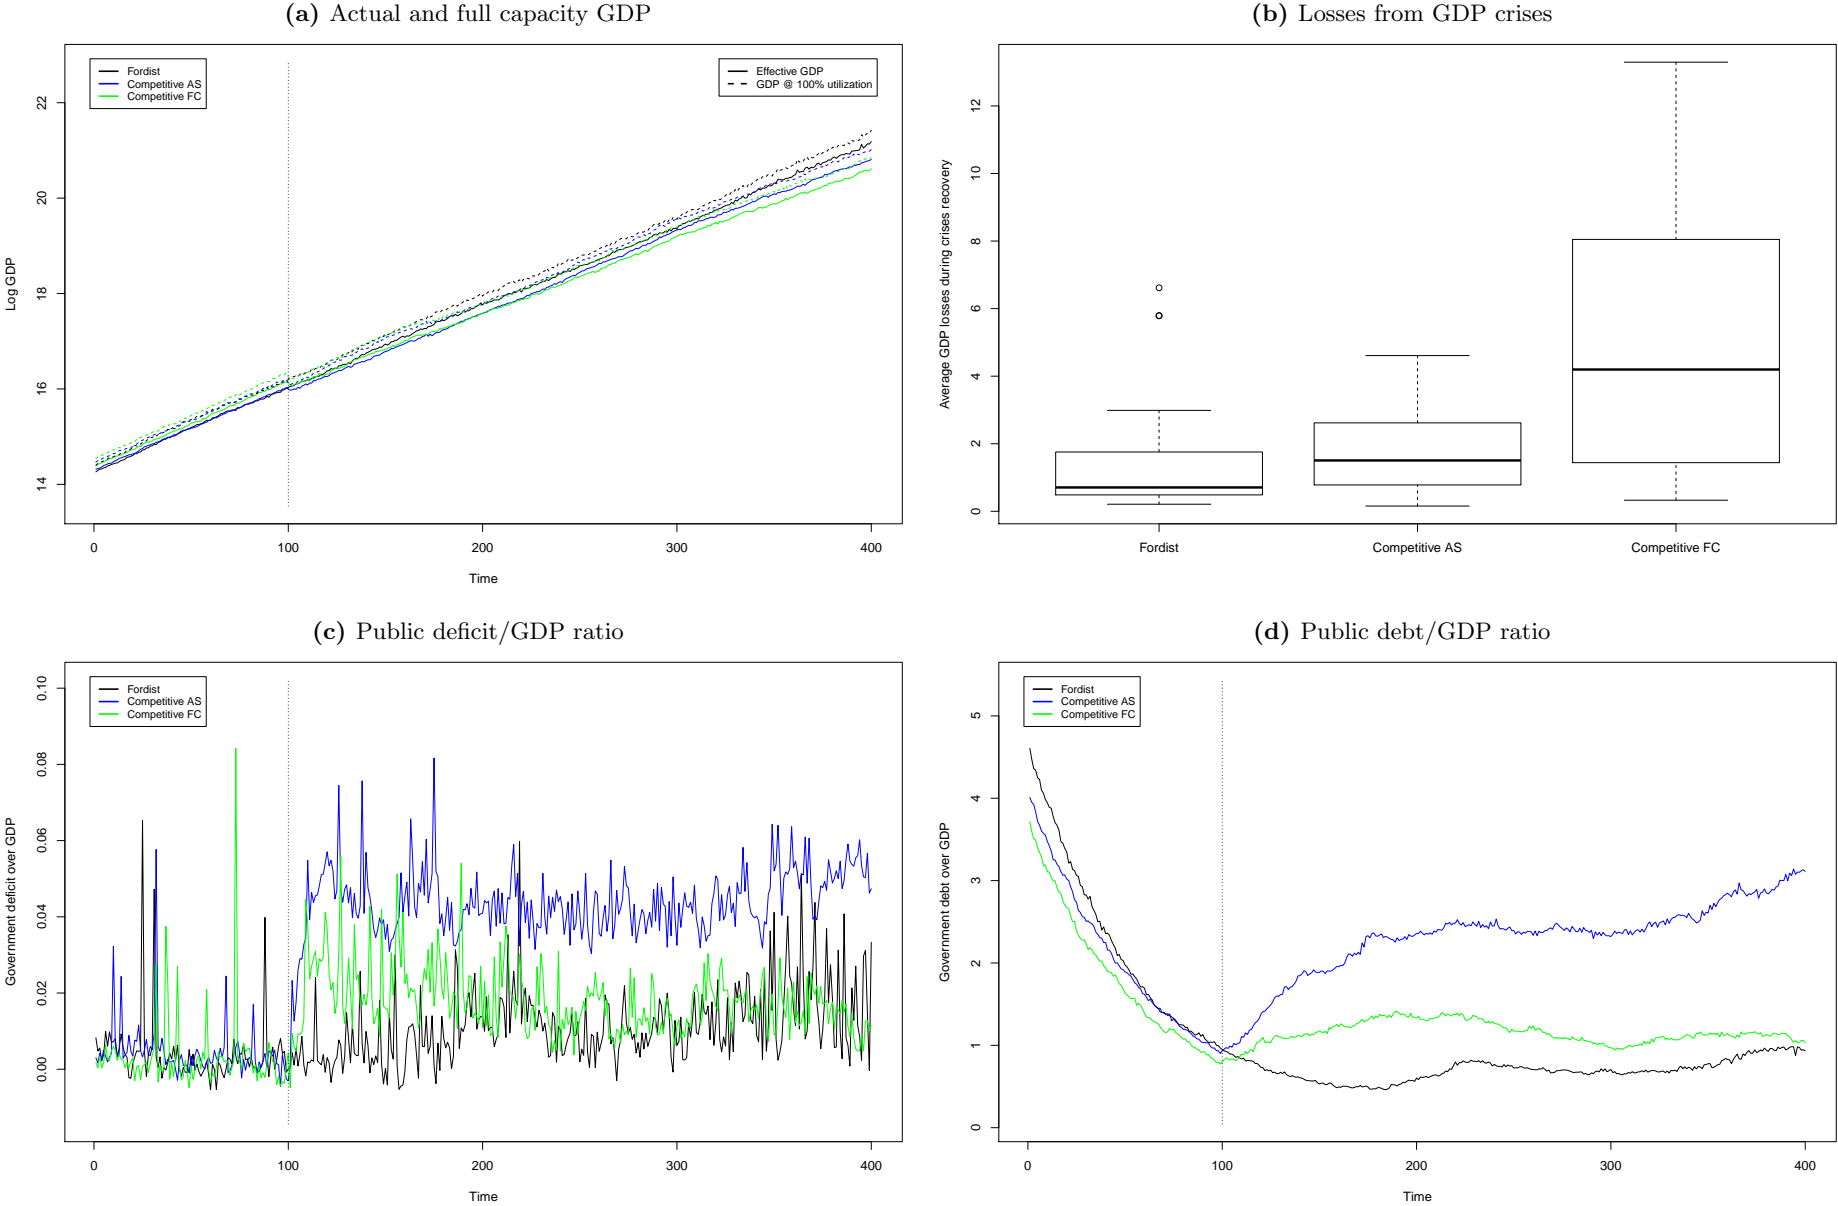 (a) Actual and full capacity GDP
Fordist
Competitive AS
Competitive FC
Effective GDP
GDP @ 100% utilization
Log GDP
22
20
18
16
14
0 100 200 300 400
Time
(b) Losses from GDP crises
Average GDP losses during crises recovery
12
10
8
6
4
2
0
Fordist Competitive AS Competitive FC
(c) Public deficit/GDP ratio
Fordist
Competitive AS
Competitive FC
Government deficit over GDP
0.10
0.08
0.06
0.04
0.02
0.00
0 100 200 300 400
Time
(d) Public debt/GDP ratio
Fordist
Competitive AS
Competitive FC
Government debt over GDP
5
4
3
2
1
0
0 100 200 300 400
Time